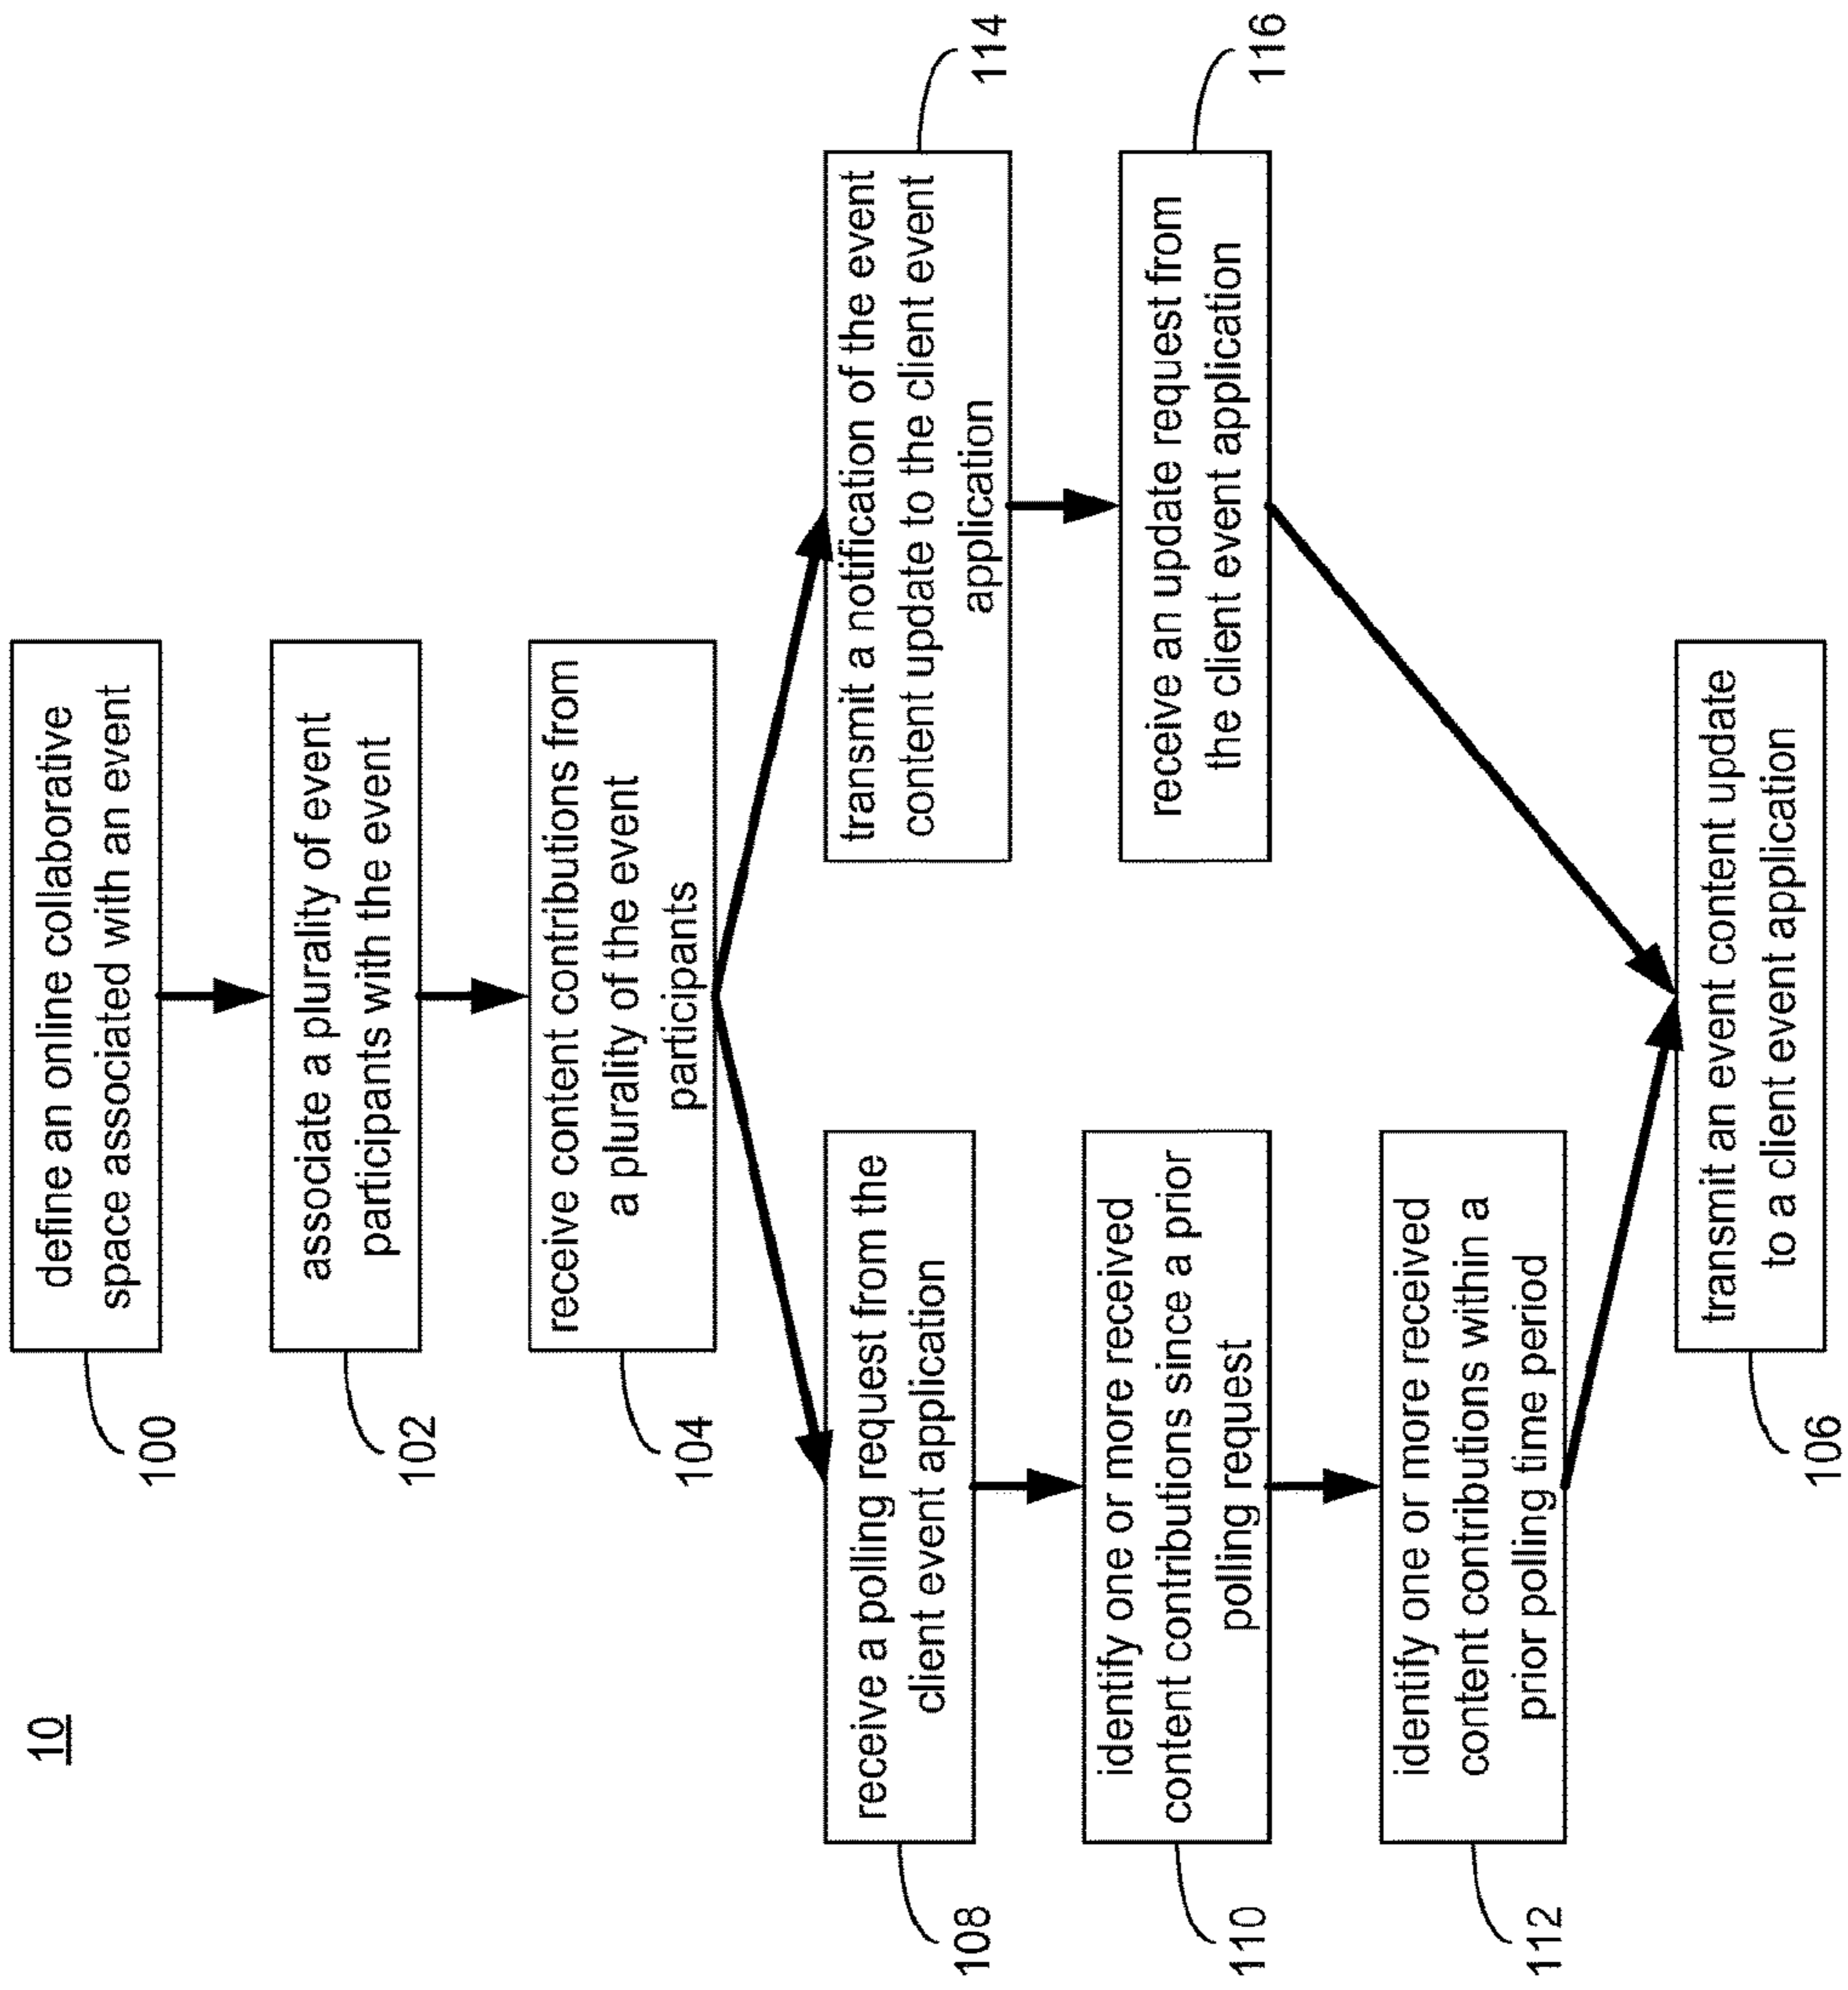 10
100
define an online collaborative
space associated with an event
102
associate a plurality of event
participants with the event
104
receive content contributions from
a plurality of the event
participants
108
receive a polling request from the
client event application
110
identify one or more received
content contributions since a prior
polling request
112
identify one or more received
content contributions within a
prior polling time period
114
transmit a notification of the event
content update to the client event
application
116
receive an update request from
the client event application
106
transmit an event content update
to a client event application